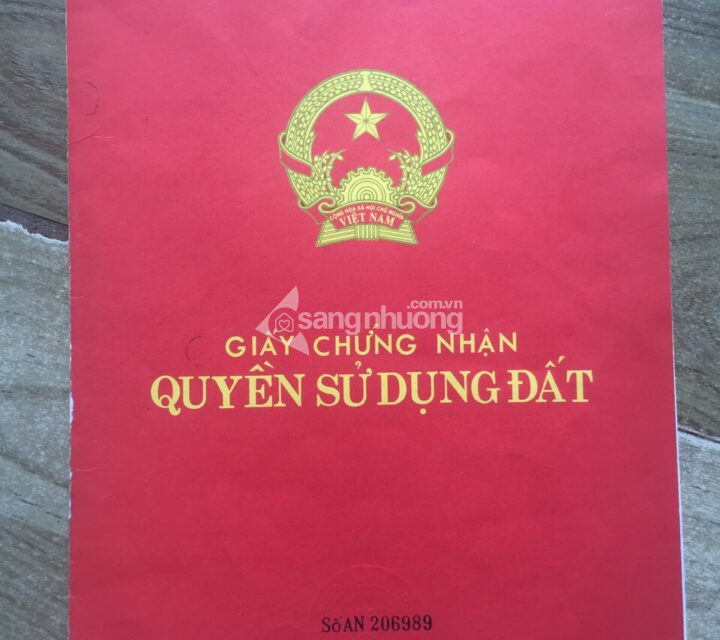 CỘNG HÒA XÃ HỘI CHỦ NGHĨA
VIỆT NAM
sangnhuong
.com.vn
GIẤY CHỨNG NHẬN
QUYỀN SỬ DỤNG ĐẤT
Số AN 206989